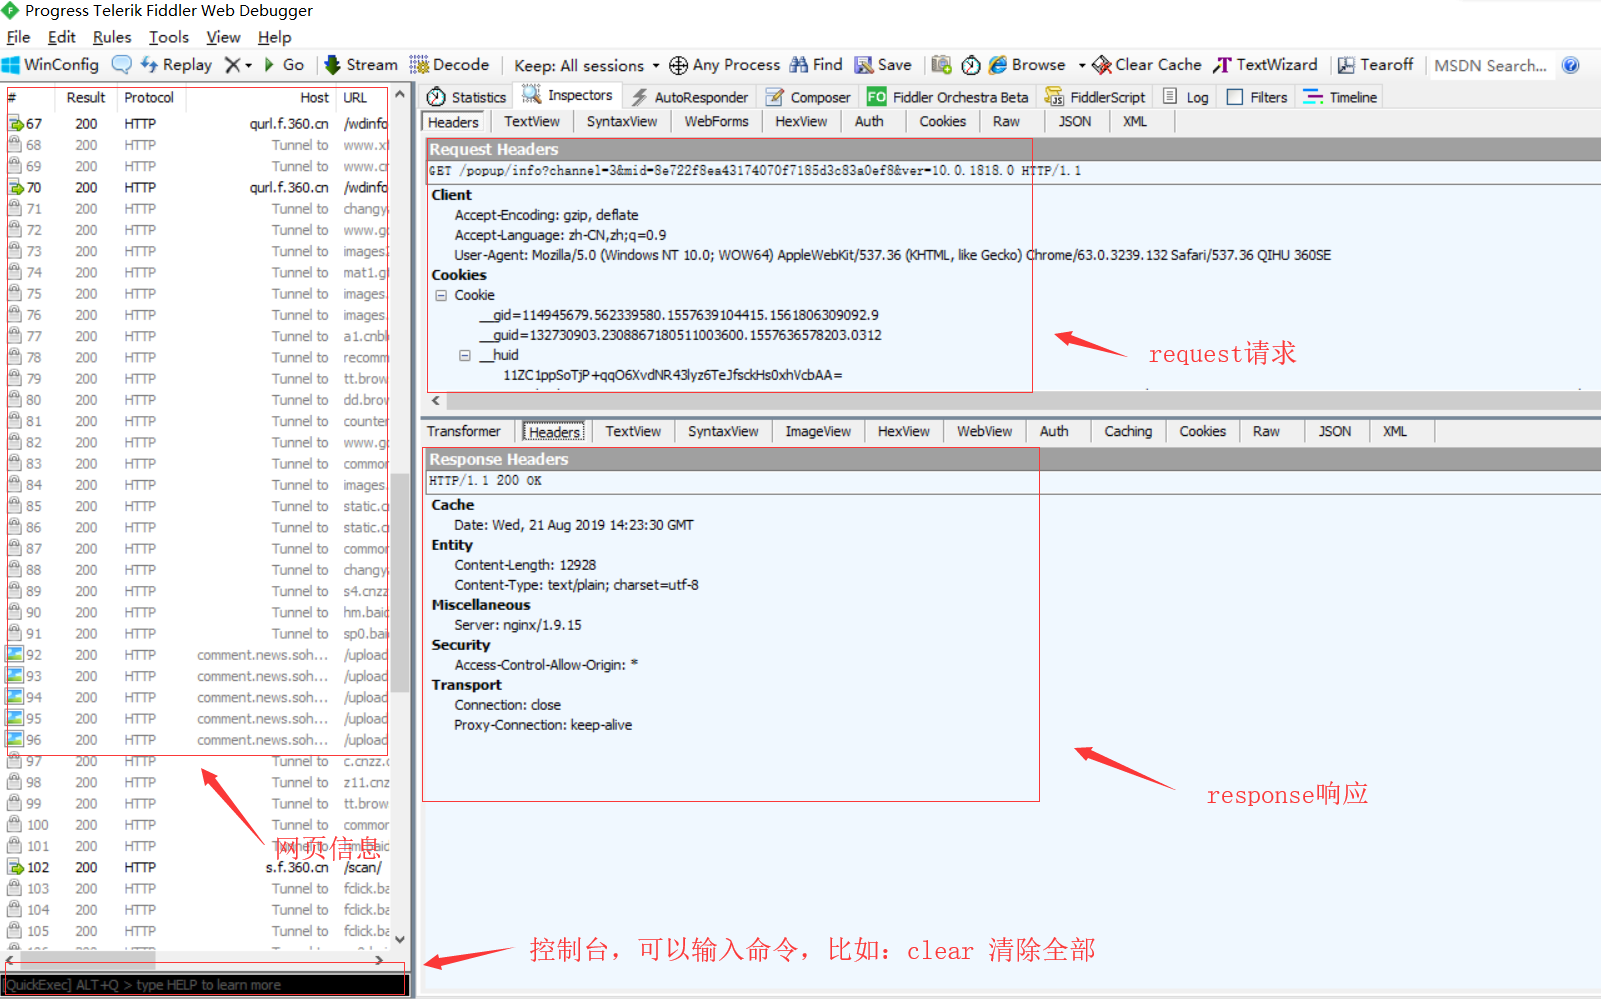 Progress Telerik Fiddler Web Debugger
File Edit Rules Tools View Help
WinConfig Replay Go Stream Decode Keep: All sessions Any Process Find Save Browse Clear Cache TextWizard Tearoff MSDN Search...
# Result Protocol Host URL
67 200 HTTP qurl.f.360.cn /wdinfo
68 200 HTTP Tunnel to www.xf
69 200 HTTP Tunnel to www.cr
70 200 HTTP qurl.f.360.cn /wdinfo
71 200 HTTP Tunnel to changy
72 200 HTTP Tunnel to www.gc
73 200 HTTP Tunnel to images2
74 200 HTTP Tunnel to mat1.gt
75 200 HTTP Tunnel to images.
76 200 HTTP Tunnel to images.
77 200 HTTP Tunnel to a1.cnbl
78 200 HTTP Tunnel to recomm
79 200 HTTP Tunnel to tt.brow
80 200 HTTP Tunnel to dd.brow
81 200 HTTP Tunnel to counter
82 200 HTTP Tunnel to www.gc
83 200 HTTP Tunnel to commor
84 200 HTTP Tunnel to images.
85 200 HTTP Tunnel to static.c
86 200 HTTP Tunnel to static.c
87 200 HTTP Tunnel to commor
88 200 HTTP Tunnel to changy
89 200 HTTP Tunnel to s4.cnzz
90 200 HTTP Tunnel to hm.baid
91 200 HTTP Tunnel to sp0.baid
92 200 HTTP comment.news.soh... /upload
93 200 HTTP comment.news.soh... /upload
94 200 HTTP comment.news.soh... /upload
95 200 HTTP comment.news.soh... /upload
96 200 HTTP comment.news.soh... /upload
97 200 HTTP Tunnel to c.cnzz.c
98 200 HTTP Tunnel to z11.cnz
99 200 HTTP Tunnel to tt.brow
100 200 HTTP Tunnel to commor
101 200 HTTP Tunnel to hm.baid
网页信息
102 200 HTTP s.f.360.cn /scan/
103 200 HTTP Tunnel to fclick.ba
104 200 HTTP Tunnel to fclick.ba
105 200 HTTP Tunnel to fclick.ba
[QuickExec] ALT+Q > type HELP to learn more
Statistics Inspectors AutoResponder Composer FO Fiddler Orchestra Beta FiddlerScript Log Filters Timeline
Headers TextView SyntaxView WebForms HexView Auth Cookies Raw JSON XML
Request Headers
GET /popup/info?channel=3&mid=8e722f8ea43174070f7185d3c83a0ef8&ver=10.0.1818.0 HTTP/1.1
Client
Accept-Encoding: gzip, deflate
Accept-Language: zh-CN,zh;q=0.9
User-Agent: Mozilla/5.0 (Windows NT 10.0; WOW64) AppleWebKit/537.36 (KHTML, like Gecko) Chrome/63.0.3239.132 Safari/537.36 QIHU 360SE
Cookies
Cookie
__gid=114945679.562339580.1557639104415.1561806309092.9
__guid=132730903.2308867180511003600.1557636578203.0312
__huid
11ZC1ppSoTjP+qqO6XvdNR43lyz6TeJfsckHs0xhVcbAA=
request请求
Transformer Headers TextView SyntaxView ImageView HexView WebView Auth Caching Cookies Raw JSON XML
Response Headers
HTTP/1.1 200 OK
Cache
Date: Wed, 21 Aug 2019 14:23:30 GMT
Entity
Content-Length: 12928
Content-Type: text/plain; charset=utf-8
Miscellaneous
Server: nginx/1.9.15
Security
Access-Control-Allow-Origin: *
Transport
Connection: close
Proxy-Connection: keep-alive
response响应
控制台，可以输入命令，比如：clear 清除全部